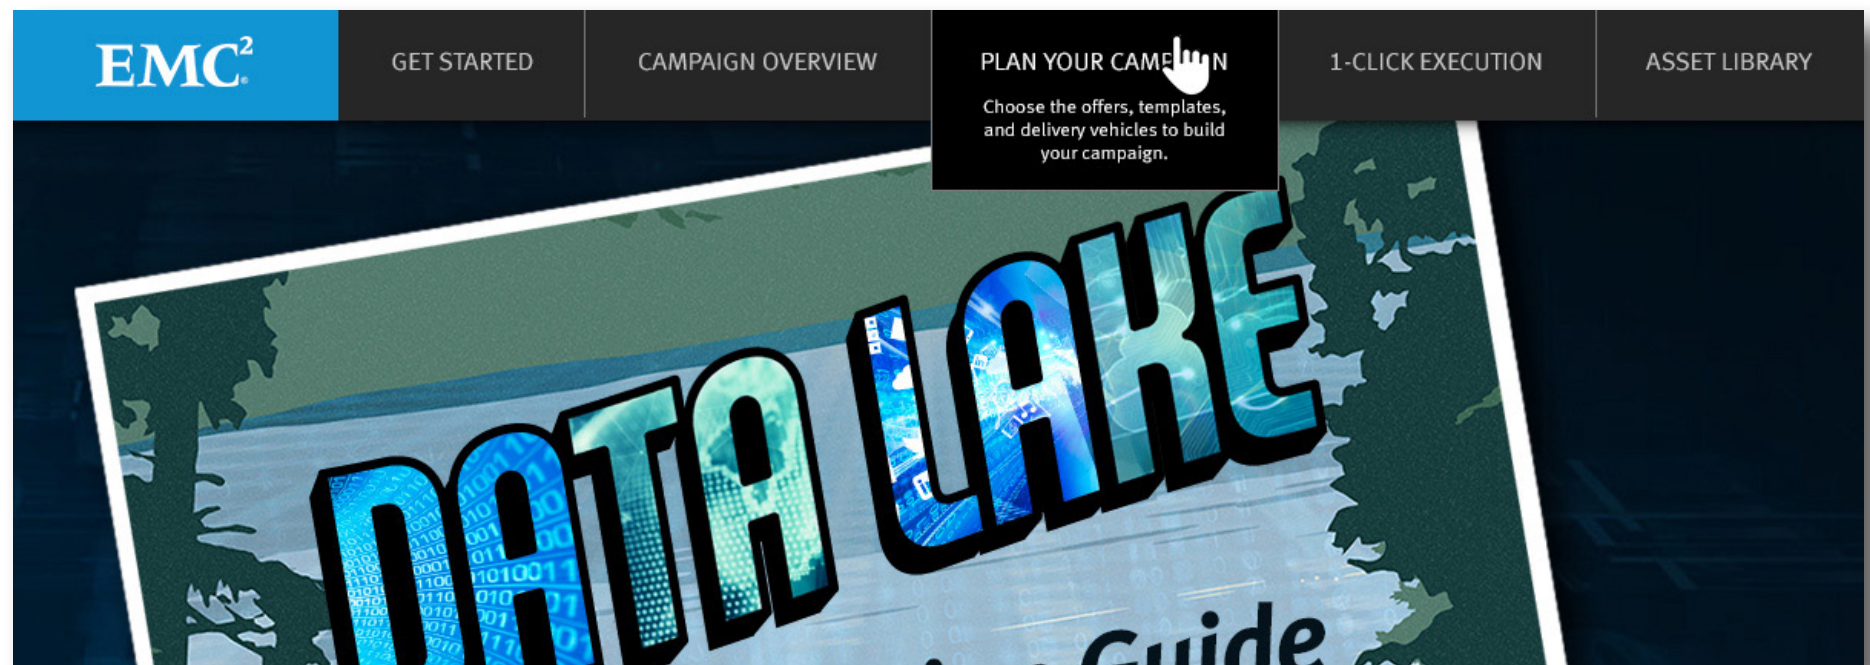 EMC²
GET STARTED
CAMPAIGN OVERVIEW
PLAN YOUR
1-CLICK EXECUTION
ASSET LIBRARY
Choose the offers, templates,
and delivery vehicles to build
your campaign.
DATA LAKE
Guide